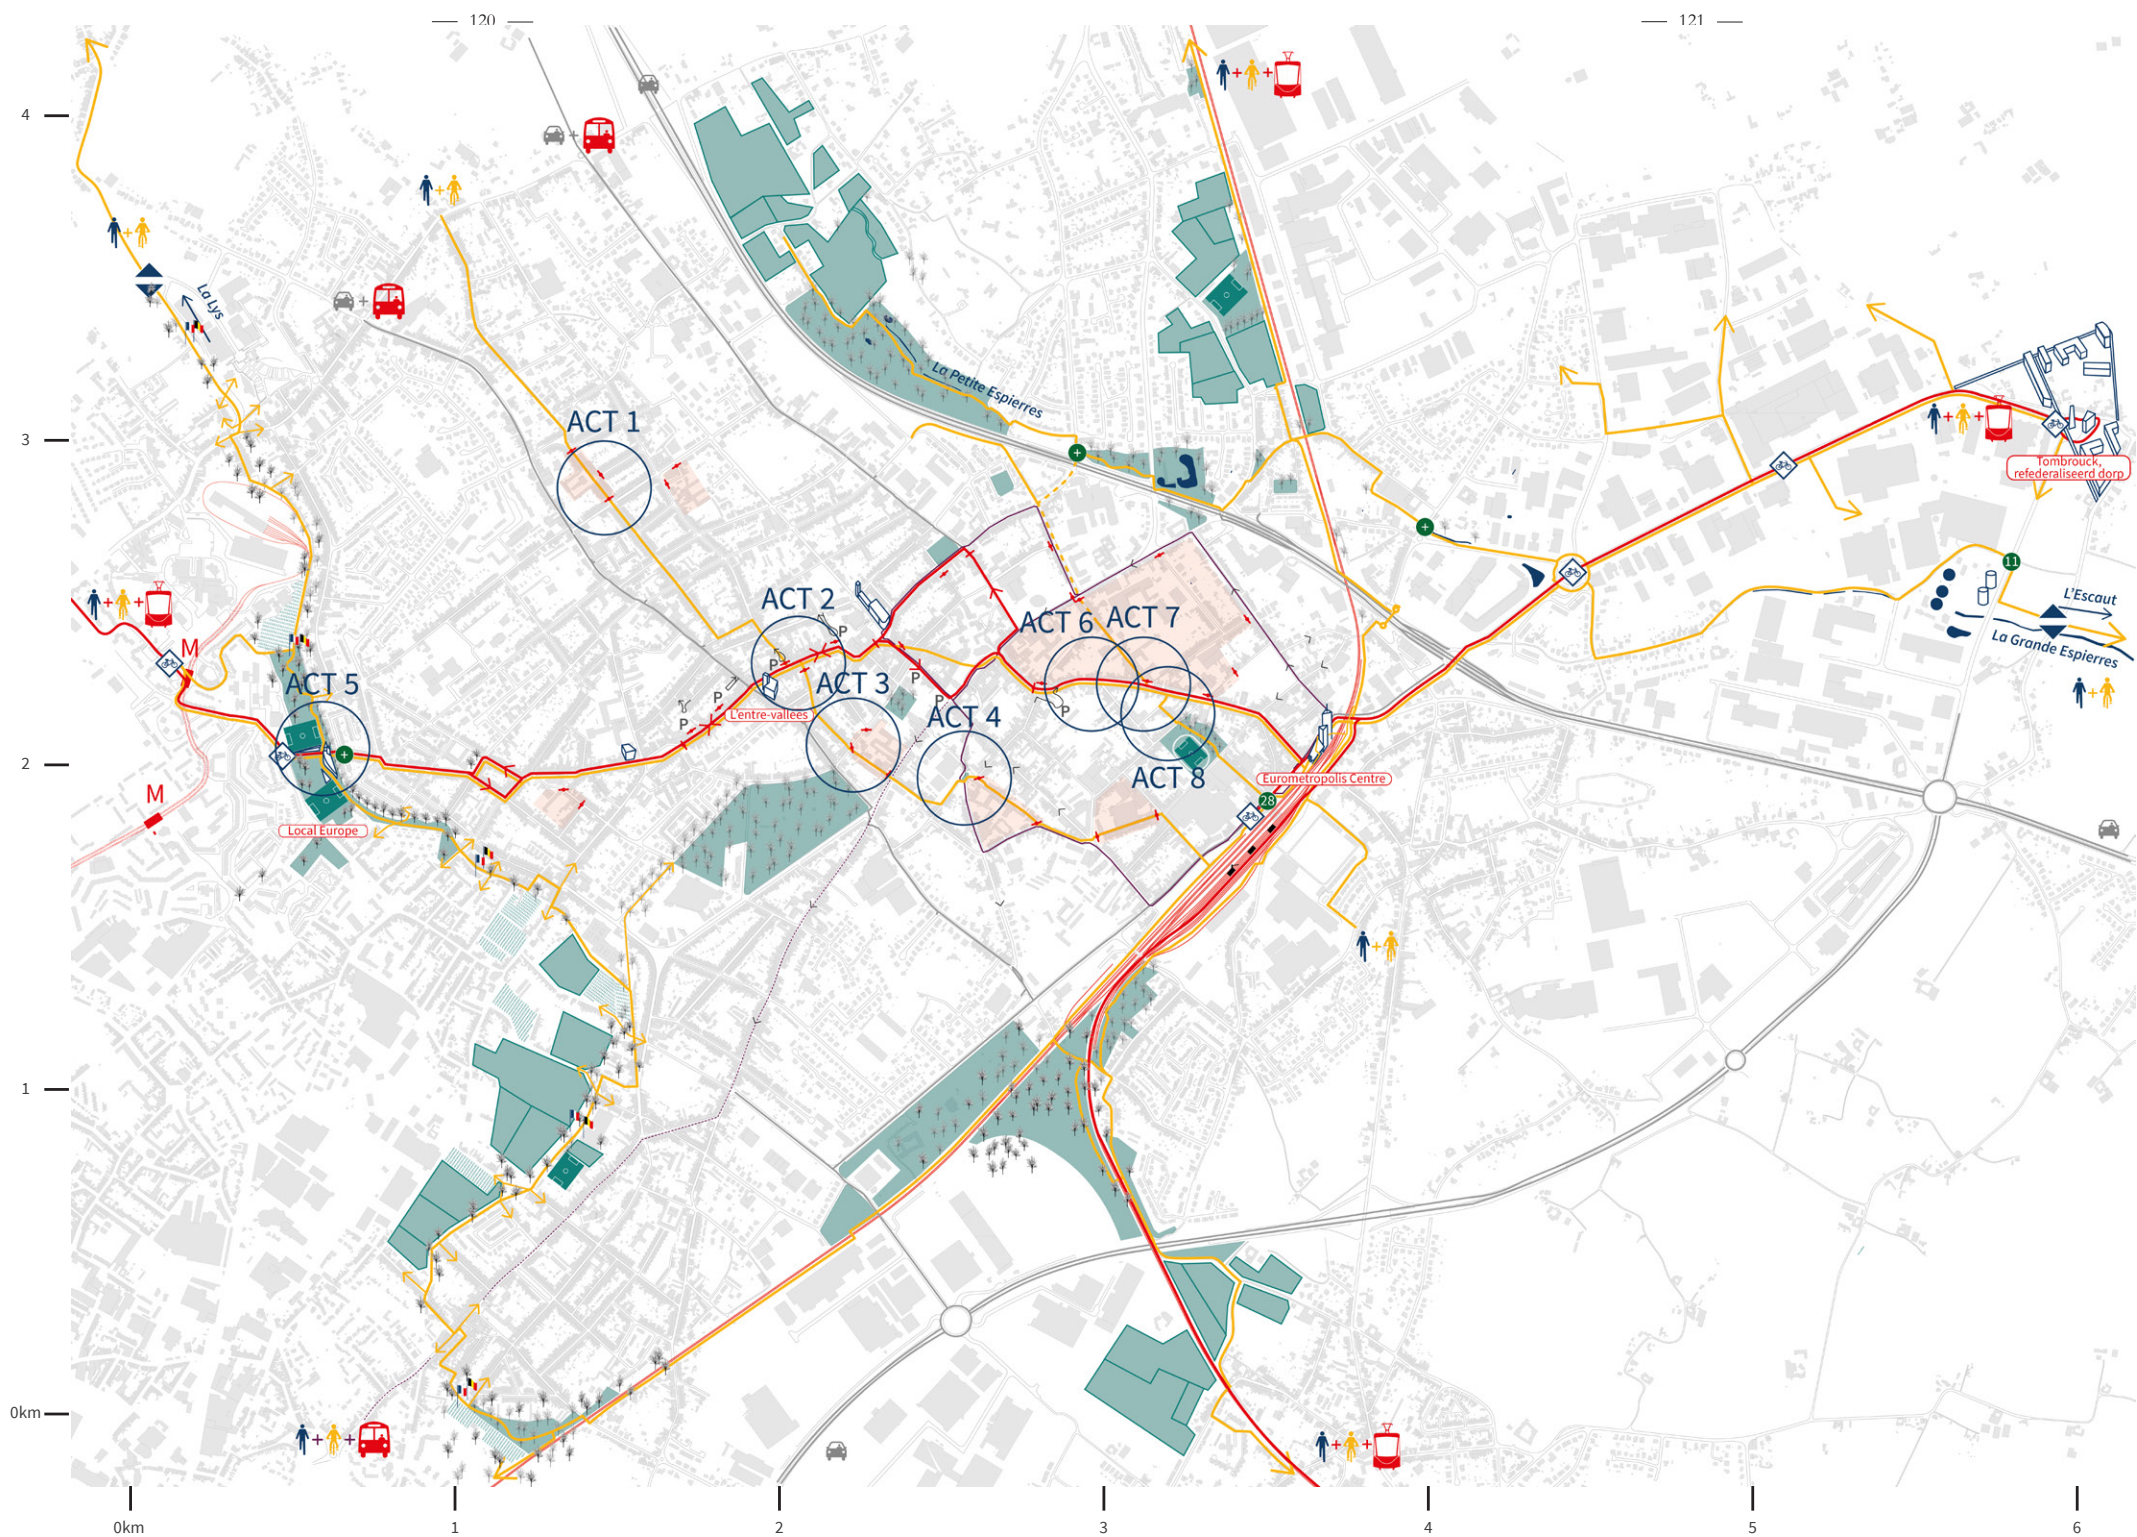 120
121
4
3
2
1
0km
0km
1
2
3
4
5
6
La Lys
La Petite Espierres
ACT 1
ACT 2
ACT 3
ACT 4
ACT 5
ACT 6
ACT 7
ACT 8
M
M
P
P
P
P
P
P
P
L'entre-vallées
Local Europe
Eurometropolis Centre
28
Tombrouck,
refederaliseerd dorp
11
L'Escaut
La Grande Espierres